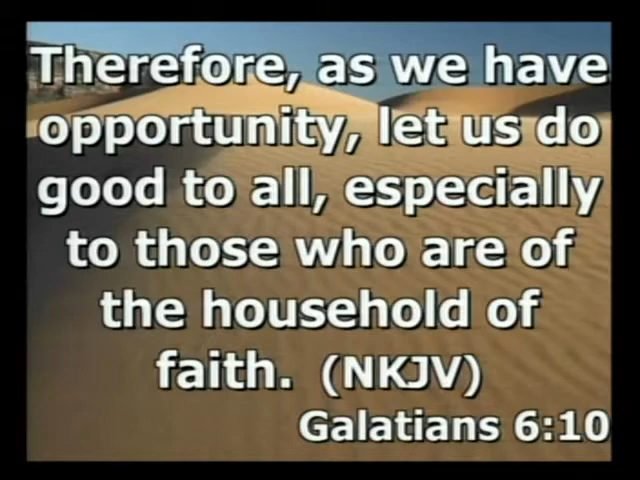 Therefore, as we have
opportunity, let us do
good to all, especially
to those who are of
the household of
faith. (NKJV)
Galatians 6:10